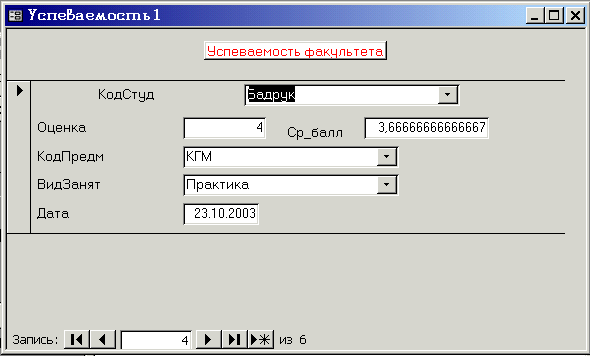 Успеваемость1
Успеваемость факультета
КодСтуд Бадрук
Оценка 4 Ср_балл 3,66666666666667
КодПредм КГМ
ВидЗанят Практика
Дата 23.10.2003
Запись: 4 из 6